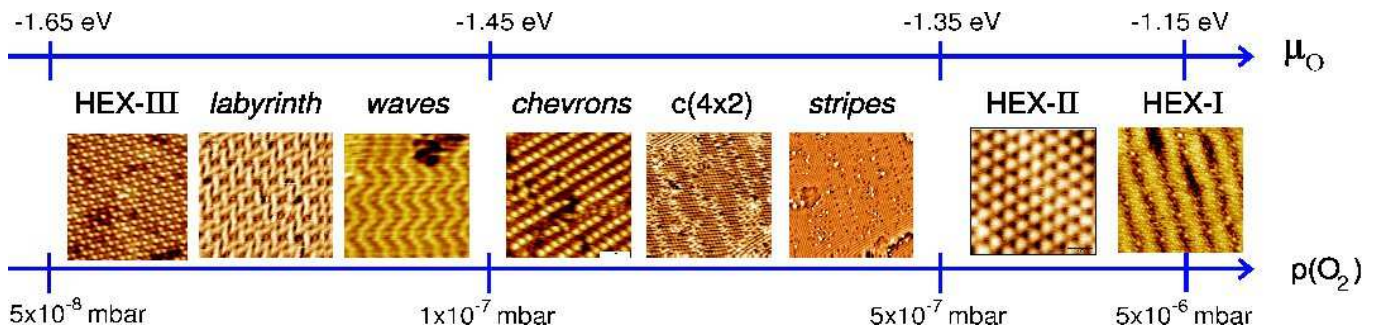 -1.65 eV -1.45 eV -1.35 eV -1.15 eV
μO
HEX-III labyrinth waves chevrons c(4x2) stripes HEX-II HEX-I
p(O2)
5x10-8 mbar 1x10-7 mbar 5x10-7 mbar 5x10-6 mbar